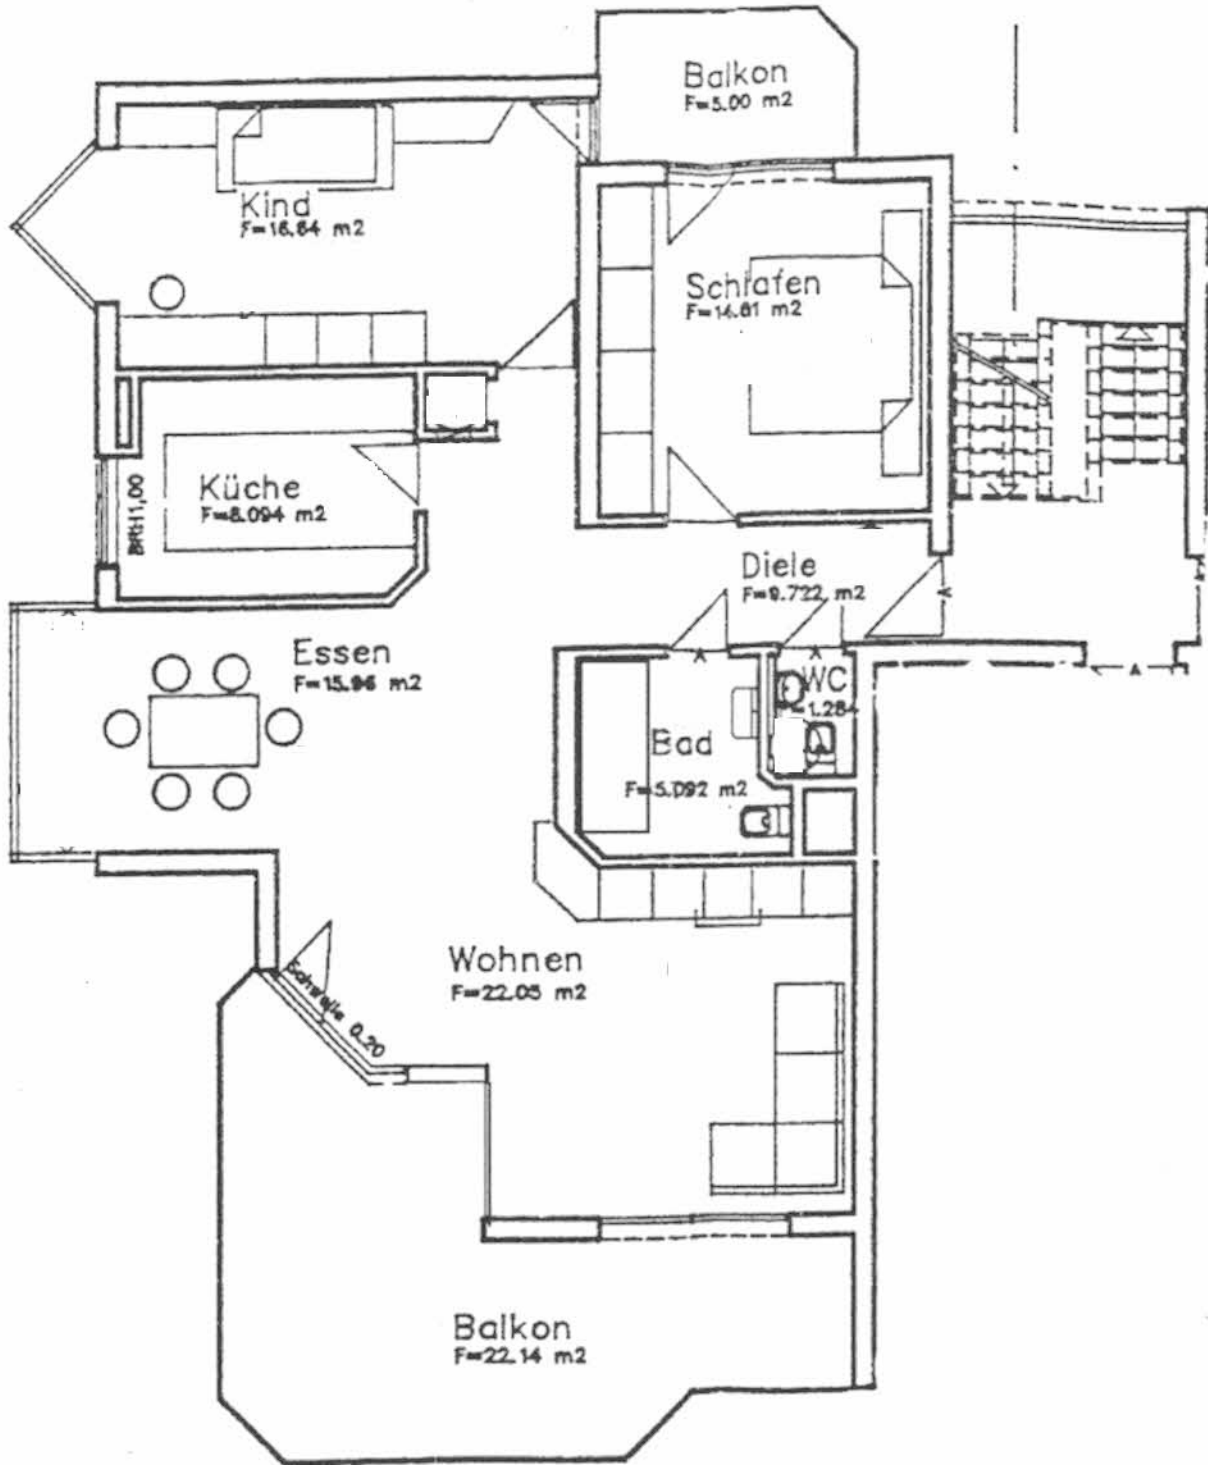 Balkon
F=5.00 m2
Kind
F=16.64 m2
Schlafen
F=14.61 m2
Küche
F=8.094 m2
BRH1,00
Diele
F=9.722 m2
Essen
F=15.96 m2
WC
1.284
Bad
F=5.092 m2
Wohnen
F=22.05 m2
Schwelle 0.20
Balkon
F=22.14 m2
A
A
A
A
A